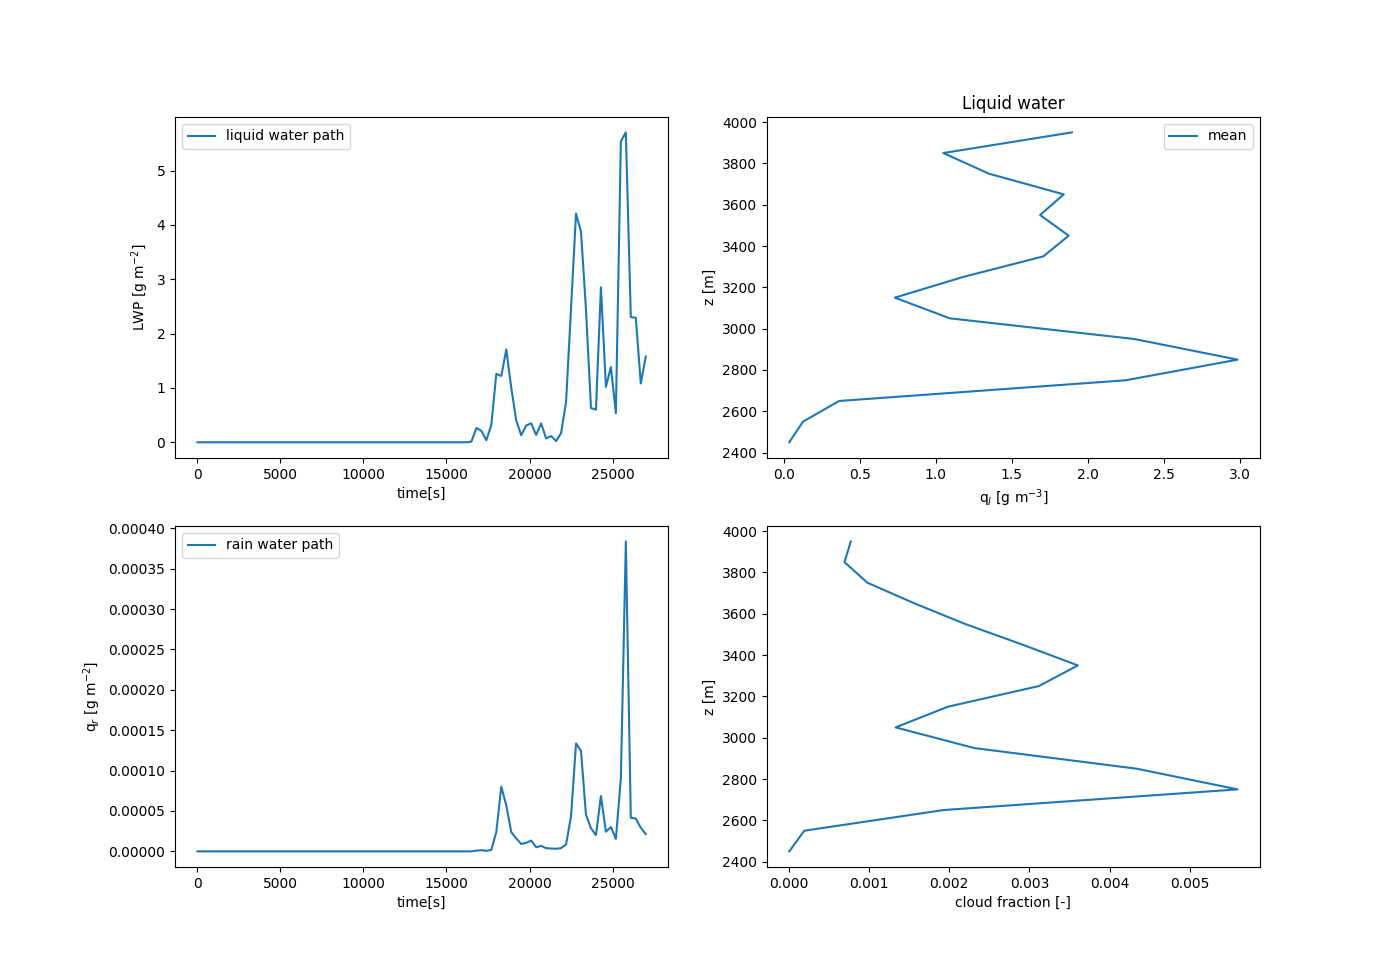 liquid water path
LWP [g m⁻²]
5
4
3
2
1
0
0 5000 10000 15000 20000 25000
time[s]
Liquid water
mean
z [m]
4000
3800
3600
3400
3200
3000
2800
2600
2400
0.0 0.5 1.0 1.5 2.0 2.5 3.0
qₗ [g m⁻³]
rain water path
qᵣ [g m⁻²]
0.00040
0.00035
0.00030
0.00025
0.00020
0.00015
0.00010
0.00005
0.00000
0 5000 10000 15000 20000 25000
time[s]
z [m]
4000
3800
3600
3400
3200
3000
2800
2600
2400
0.000 0.001 0.002 0.003 0.004 0.005
cloud fraction [-]